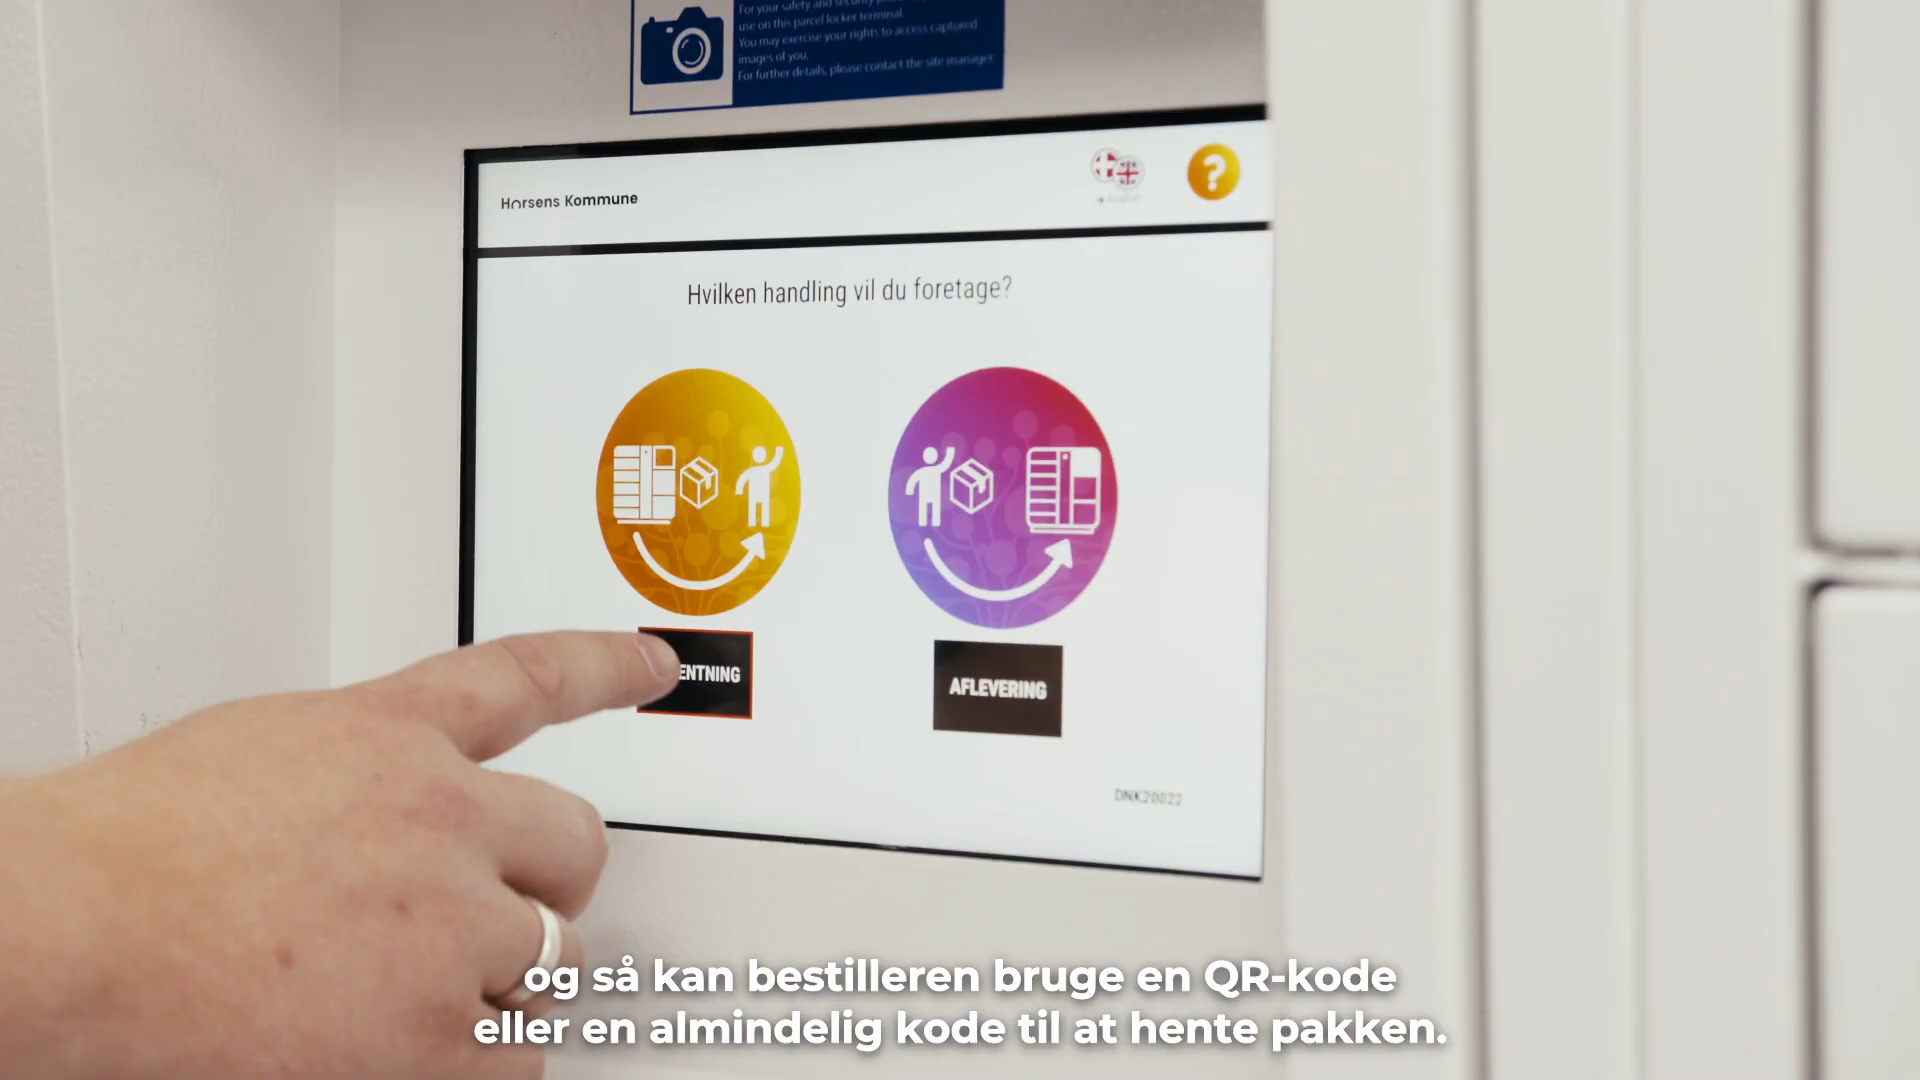 For your safety and security
use on this parcel locker terminal.
You may exercise your rights to access captured
images of you.
For further details, please contact the site manager.
Horsens Kommune
English
?
Hvilken handling vil du foretage?
ENTNING
AFLEVERING
DNK20822
og så kan bestilleren bruge en QR-kode
eller en almindelig kode til at hente pakken.